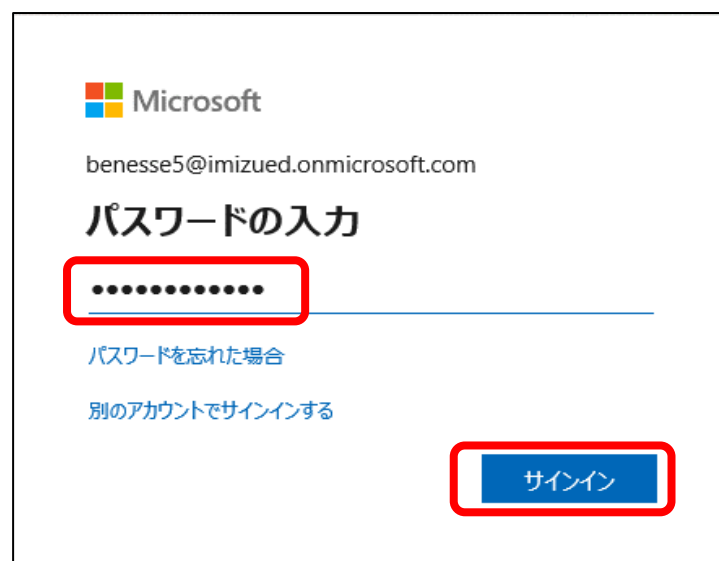 Microsoft
benesse5@imizued.onmicrosoft.com
パスワードの入力
••••••••••••
パスワードを忘れた場合
別のアカウントでサインインする
サインイン